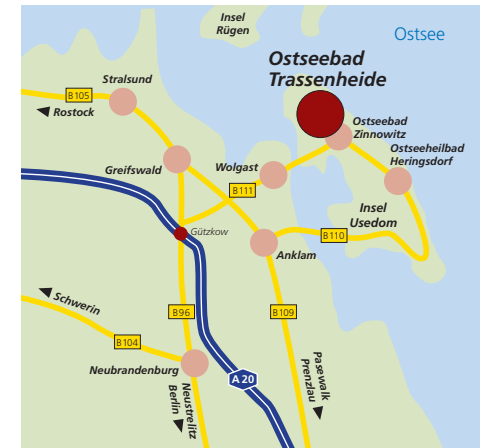 Insel
Rügen
Ostsee
Ostseebad
Trassenheide
Stralsund
B105
Rostock
Ostseebad
Zinnowitz
Greifswald
Wolgast
Ostseeheilbad
Heringsdorf
B111
Insel
Usedom
Gützkow
B110
Anklam
Schwerin
B96
B109
B104
Neubrandenburg
A 20
Neustrelitz
Berlin
Pasewalk
Prenzlau